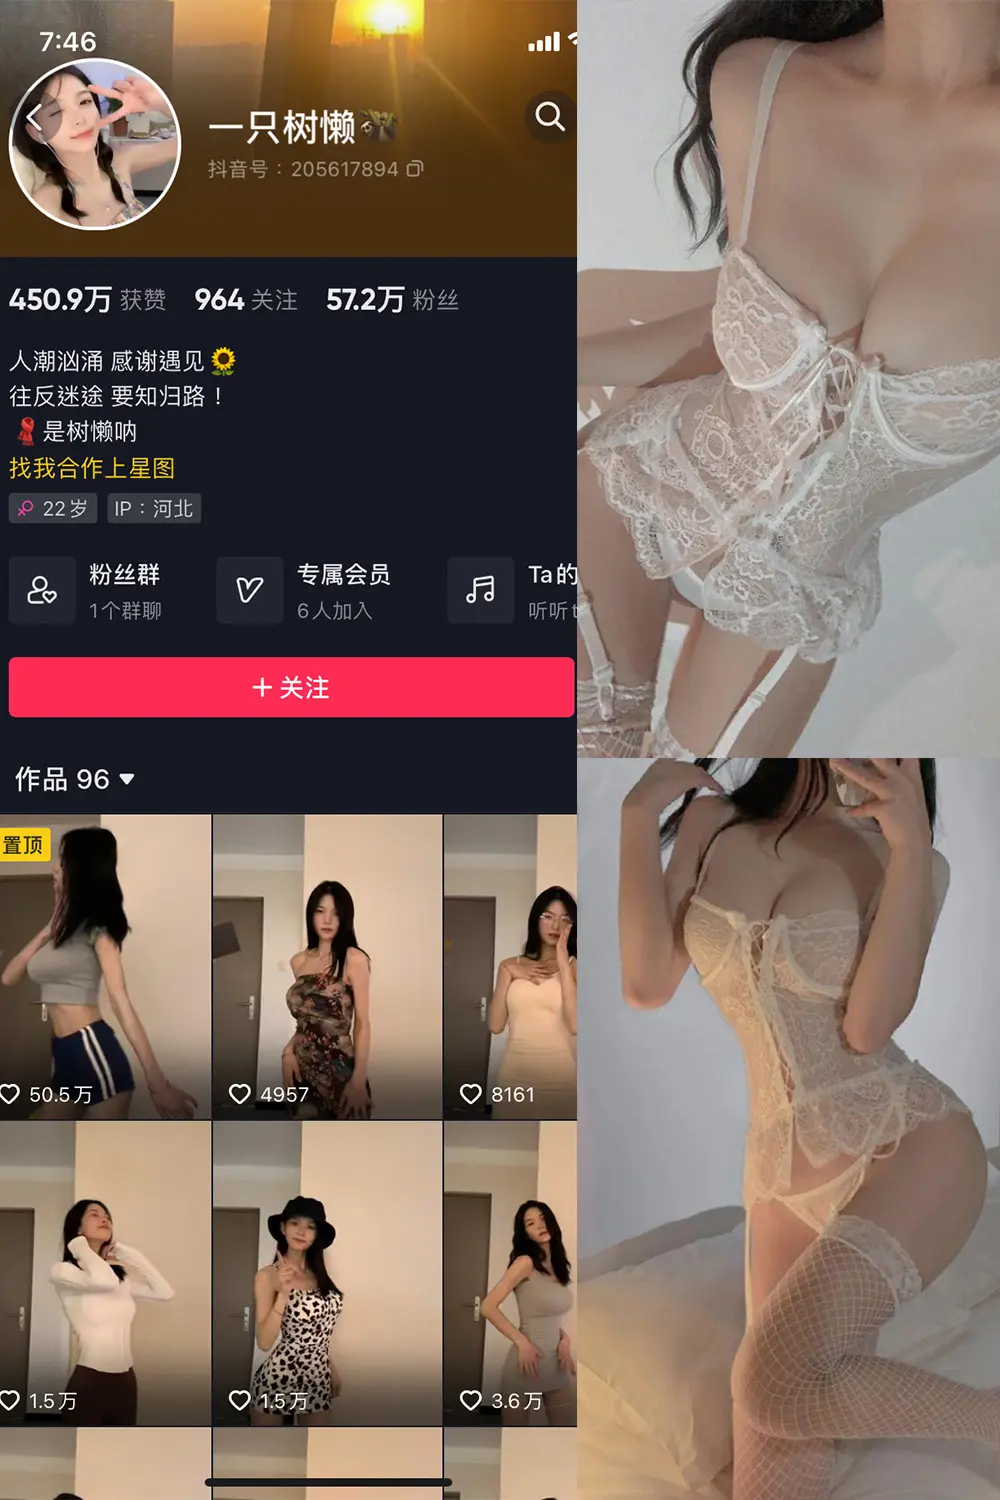 7:46
一只树懒
抖音号：205617894
450.9万 获赞 964 关注 57.2万 粉丝
人潮汹涌 感谢遇见
往反迷途 要知归路！
是树懒呐
找我合作上星图
22岁 IP：河北
粉丝群 专属会员 Ta的
1个群聊 6人加入 听听t
+ 关注
作品 96
置顶
50.5万 4957 8161
1.5万 1.5万 3.6万